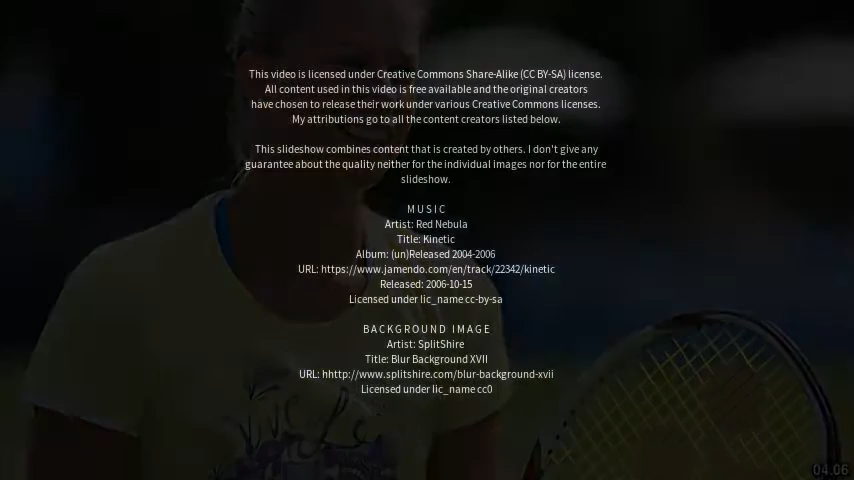 This video is licensed under Creative Commons Share-Alike (CC BY-SA) license.
All content used in this video is free available and the original creators
have chosen to release their work under various Creative Commons licenses.
My attributions go to all the content creators listed below.
This slideshow combines content that is created by others. I don't give any
guarantee about the quality neither for the individual images nor for the entire
slideshow.
MUSIC
Artist: Red Nebula
Title: Kinetic
Album: (un)Released 2004-2006
URL: https://www.jamendo.com/en/track/22342/kinetic
Released: 2006-10-15
Licensed under lic_name cc-by-sa
BACKGROUND IMAGE
Artist: SplitShire
Title: Blur Background XVII
URL: hhttp://www.splitshire.com/blur-background-xvii
Licensed under lic_name cc0
04.06